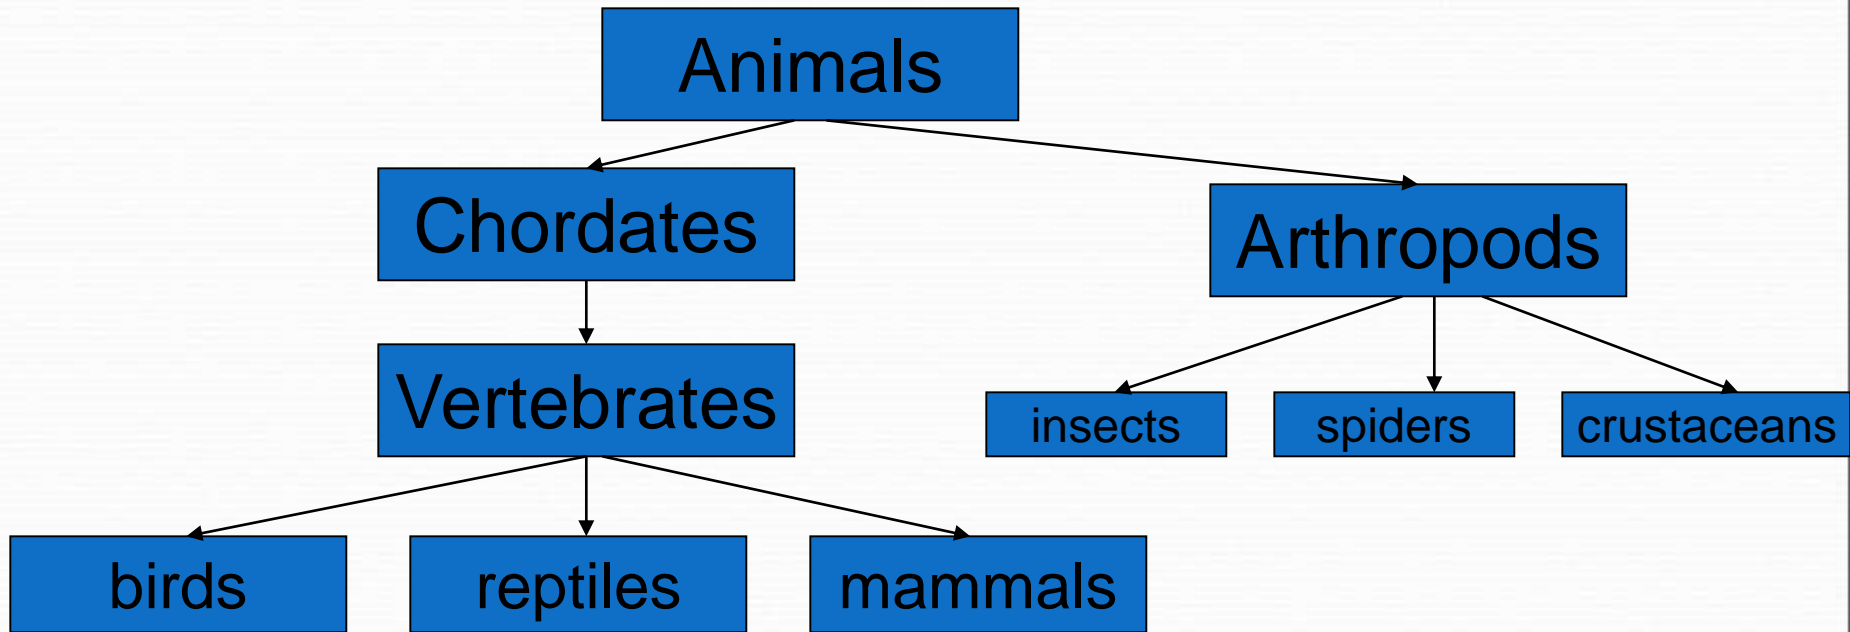 Animals
Chordates
Arthropods
Vertebrates
insects
spiders
crustaceans
birds
reptiles
mammals